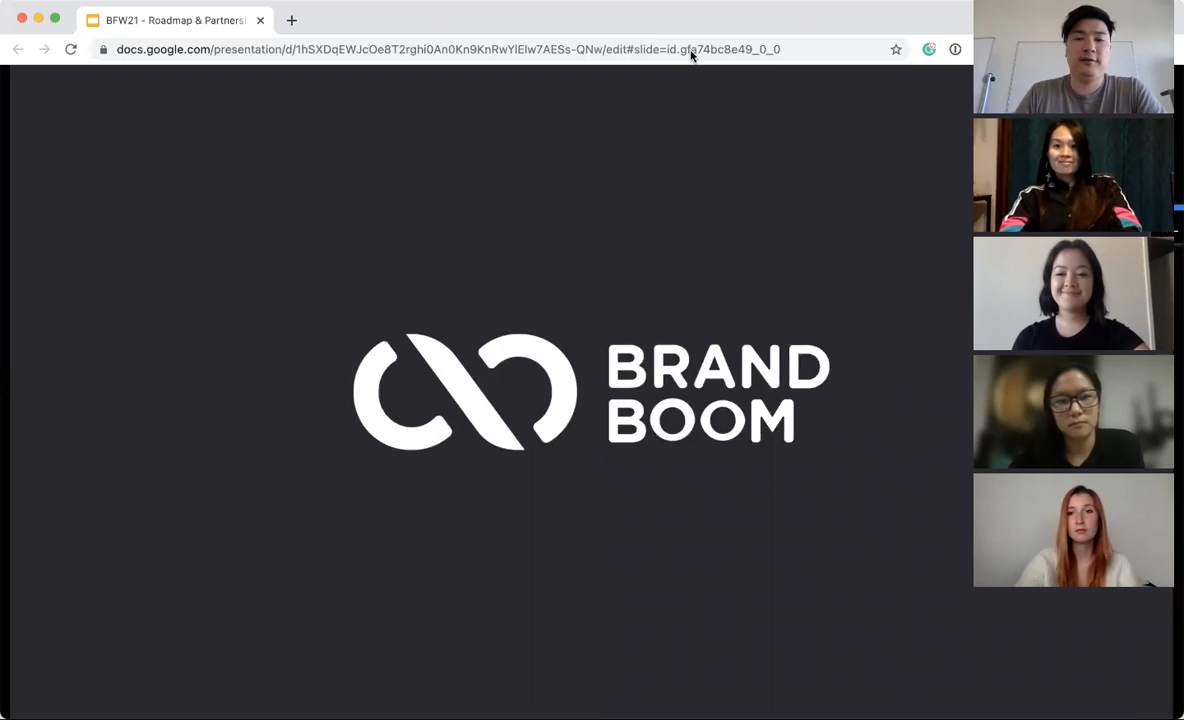 BFW21 - Roadmap & Partners
docs.google.com/presentation/d/1hSXDqEWJcOe8T2rghi0An0Kn9KnRwYlElw7AESs-QNw/edit#slide=id.gfa74bc8e49_0_0
BRAND
BOOM